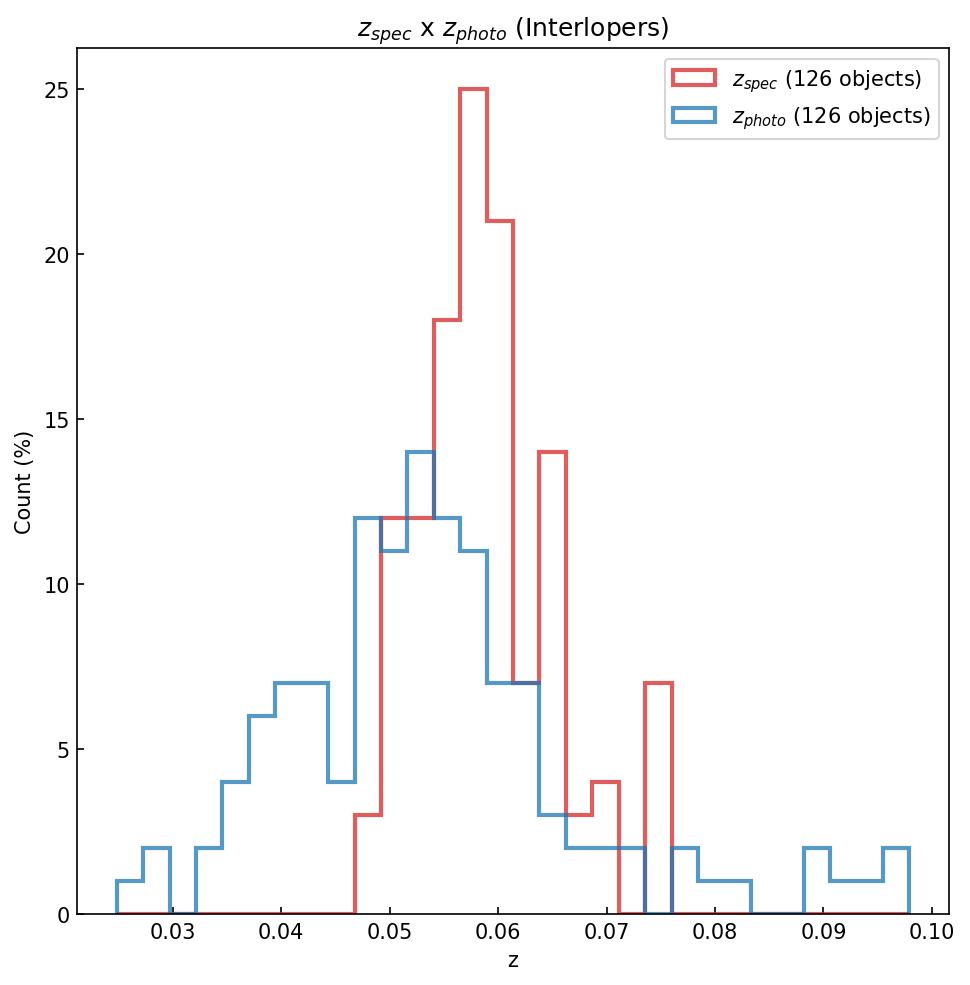 z_spec x z_photo (Interlopers)
z_spec (126 objects)
z_photo (126 objects)
Count (%)
25
20
15
10
5
0
0.03 0.04 0.05 0.06 0.07 0.08 0.09 0.10
z